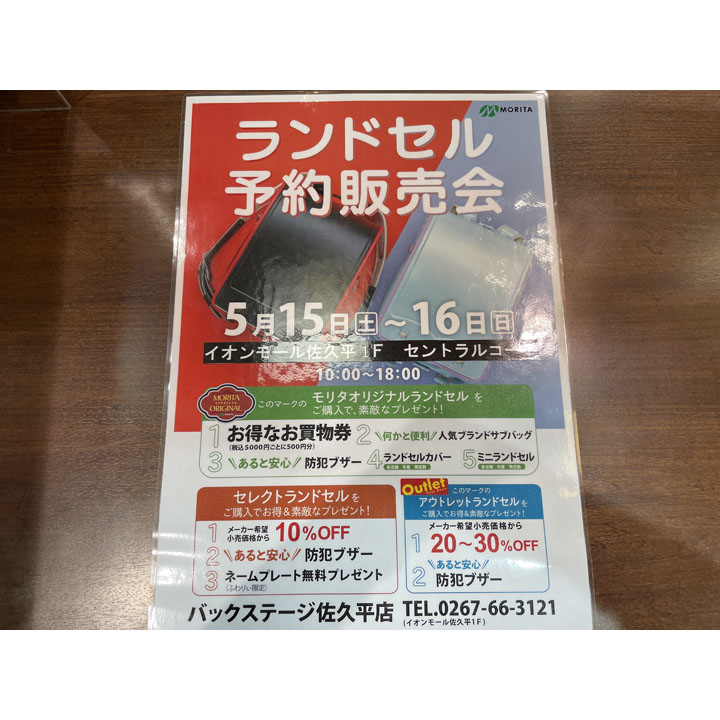 MORITA
ランドセル
予約販売会
5月15日土～16日日
イオンモール佐久平1F セントラルコー
10:00～18:00
MORITA
ORIGINAL
このマークの モリタオリジナルランドセル を
ご購入で、素敵なプレゼント!
1 お得なお買物券
(税込5000円ごとに500円分)
2 何かと便利 人気ブランドサブバッグ
3 あると安心 防犯ブザー
4 ランドセルカバー
5 ミニランドセル
セレクトランドセル を
ご購入でお得&素敵なプレゼント!
1 メーカー希望
小売価格から 10%OFF
2 あると安心 防犯ブザー
3 ネームプレート無料プレゼント
(ふわりぃ限定)
Outlet
このマークの
アウトレットランドセル を
ご購入でお得&素敵なプレゼント!
メーカー希望小売価格から
1 20～30%OFF
あると安心
2 防犯ブザー
バックステージ佐久平店 TEL.0267-66-3121
(イオンモール佐久平1F)